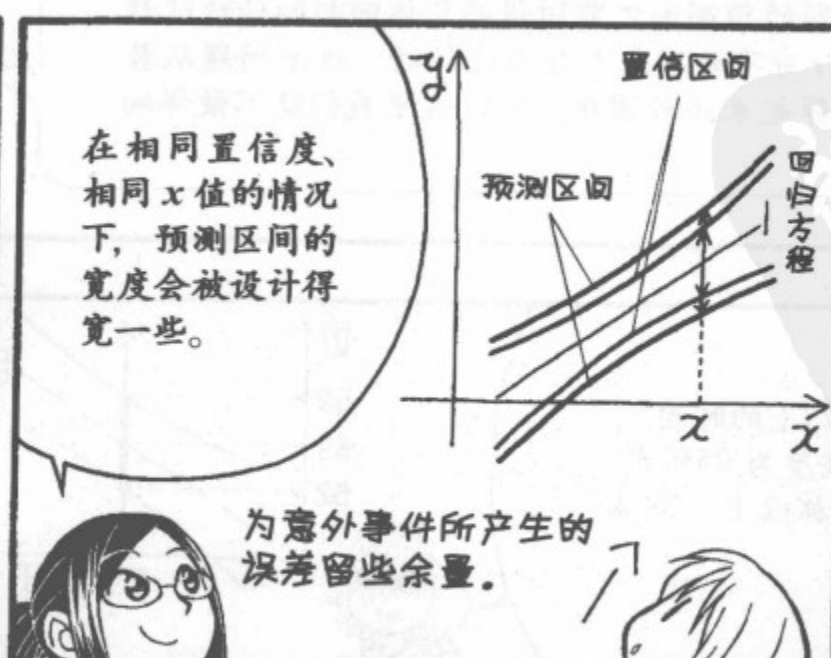 在相同置信度、
相同 x 值的情况
下，预测区间的
宽度会被设计得
宽一些。
y
置信区间
预测区间
回归方程
x
x
为意外事件所产生的
误差留些余量.